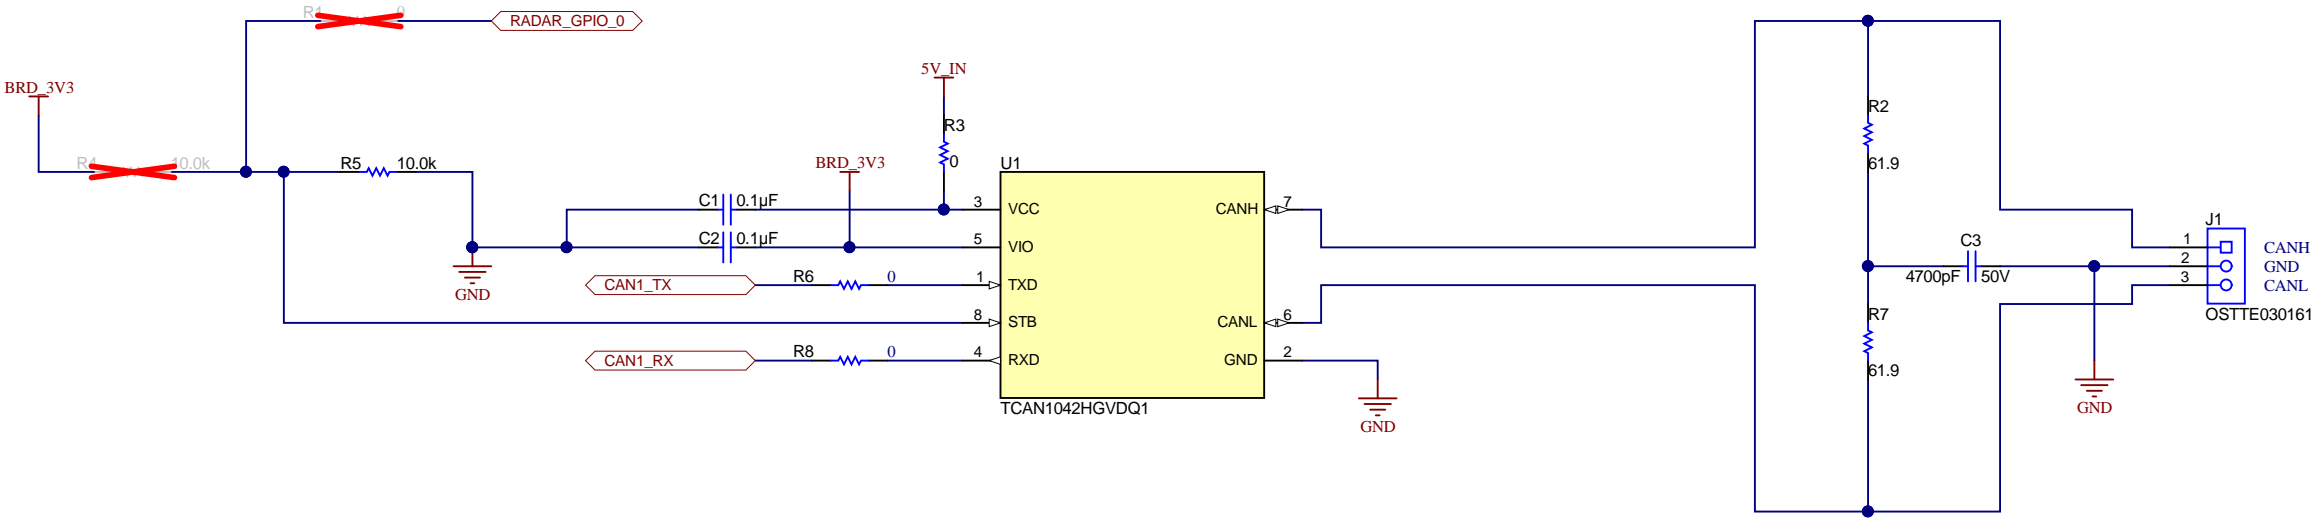 R1 0
RADAR_GPIO_0
5V_IN
BRD_3V3
R3
R2
R4 10.0k
R5 10.0k
BRD_3V3
0
U1
61.9
C1 0.1µF
3 VCC
CANH 7
J1
C2 0.1µF
5 VIO
C3
1 CANH
2 GND
3 CANL
4700pF 50V
CAN1_TX
R6 0
1 TXD
GND
8 STB
CANL 6
R7
OSTTE030161
CAN1_RX
R8 0
4 RXD
GND 2
61.9
TCAN1042HGVDQ1
GND
GND